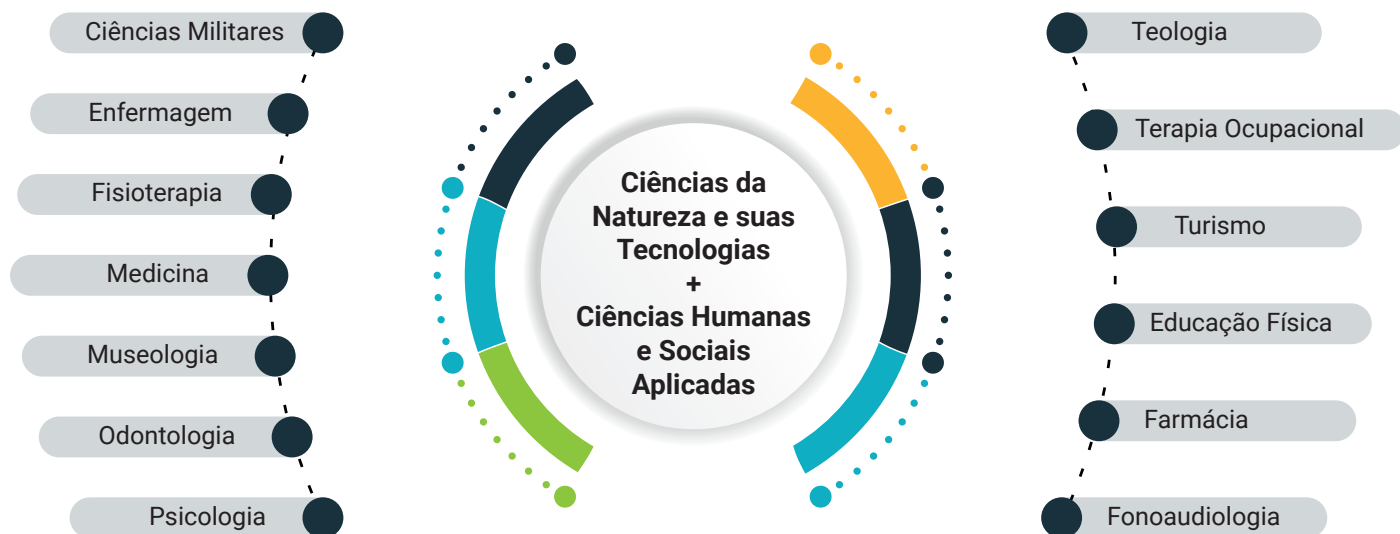 Ciências Militares
Enfermagem
Fisioterapia
Medicina
Museologia
Odontologia
Psicologia
Ciências da
Natureza e suas
Tecnologias
+
Ciências Humanas
e Sociais
Aplicadas
Teologia
Terapia Ocupacional
Turismo
Educação Física
Farmácia
Fonoaudiologia